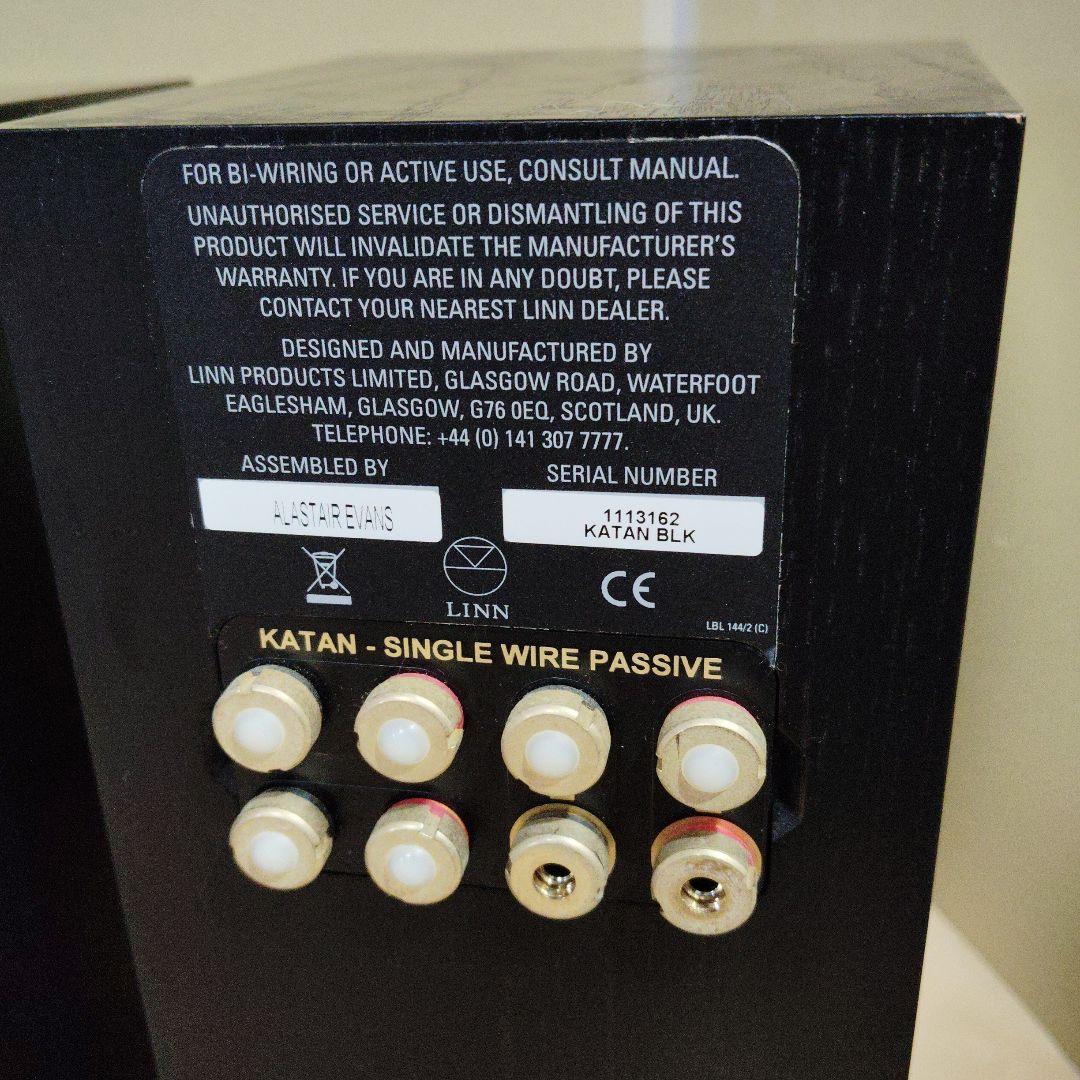 FOR BI-WIRING OR ACTIVE USE, CONSULT MANUAL.
UNAUTHORISED SERVICE OR DISMANTLING OF THIS
PRODUCT WILL INVALIDATE THE MANUFACTURER'S
WARRANTY. IF YOU ARE IN ANY DOUBT, PLEASE
CONTACT YOUR NEAREST LINN DEALER.
DESIGNED AND MANUFACTURED BY
LINN PRODUCTS LIMITED, GLASGOW ROAD, WATERFOOT
EAGLESHAM, GLASGOW, G76 0EQ, SCOTLAND, UK.
TELEPHONE: +44 (0) 141 307 7777.
ASSEMBLED BY
ALASTAIR EVANS
SERIAL NUMBER
1113162
KATAN BLK
LINN
CE
LBL 144/2 (C)
KATAN - SINGLE WIRE PASSIVE